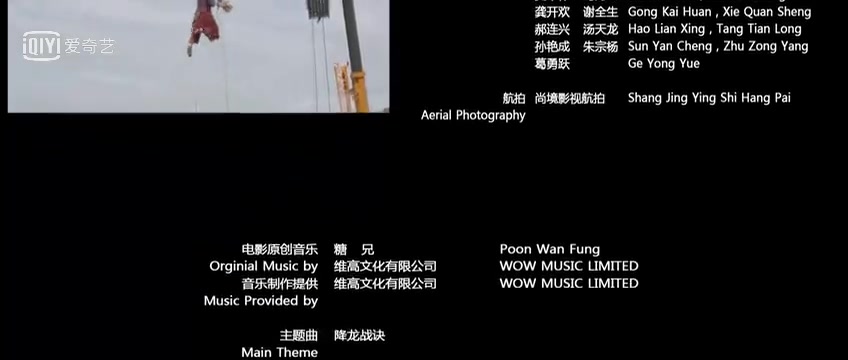 iQIYI 爱奇艺
龚开欢 谢全生 Gong Kai Huan , Xie Quan Sheng
郝连兴 汤天龙 Hao Lian Xing , Tang Tian Long
孙艳成 朱宗杨 Sun Yan Cheng , Zhu Zong Yang
葛勇跃 Ge Yong Yue
航拍 尚境影视航拍 Shang Jing Ying Shi Hang Pai
Aerial Photography
电影原创音乐 糖 兄 Poon Wan Fung
Orginial Music by 维高文化有限公司 WOW MUSIC LIMITED
音乐制作提供 维高文化有限公司 WOW MUSIC LIMITED
Music Provided by
主题曲 降龙战诀
Main Theme